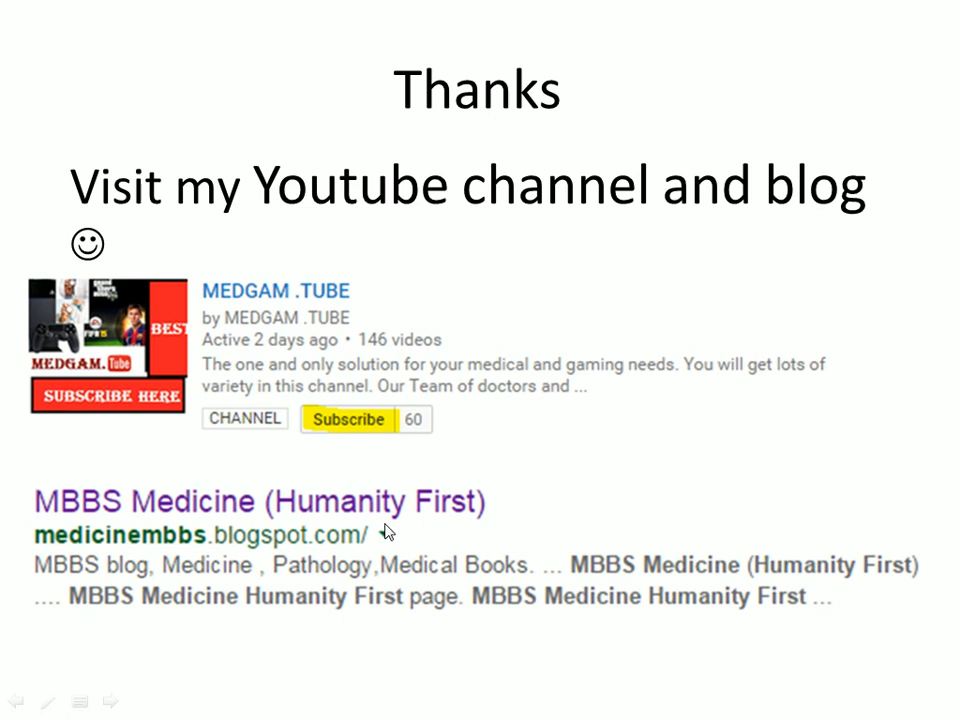 Thanks
Visit my Youtube channel and blog
☺
MEDGAM .TUBE
by MEDGAM .TUBE
Active 2 days ago · 146 videos
The one and only solution for your medical and gaming needs. You will get lots of
variety in this channel. Our Team of doctors and ...
CHANNEL Subscribe 60
BEST
MEDGAM. Tube
SUBSCRIBE HERE
MBBS Medicine (Humanity First)
medicinembbs.blogspot.com/
MBBS blog, Medicine , Pathology,Medical Books. ... MBBS Medicine (Humanity First)
.... MBBS Medicine Humanity First page. MBBS Medicine Humanity First ...